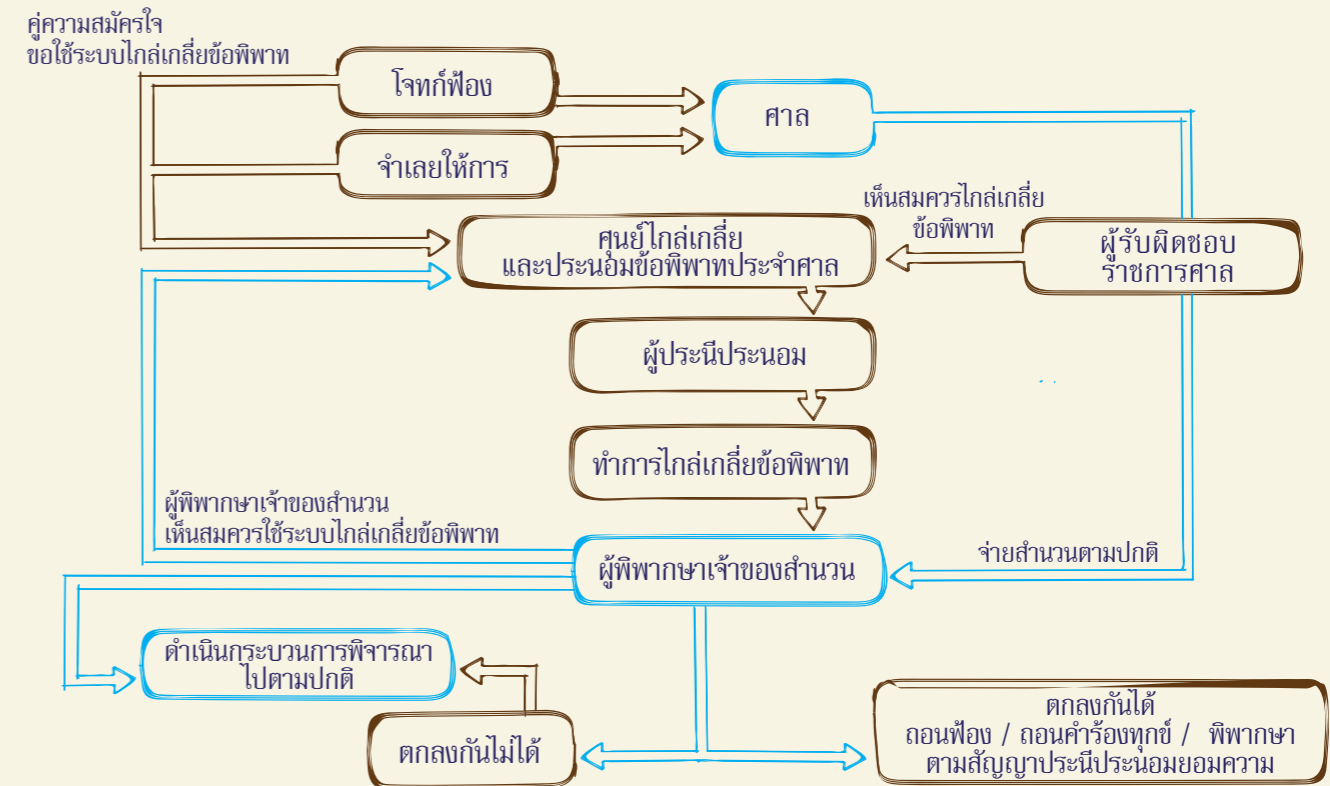 คู่ความสมัครใจ
ขอใช้ระบบไกล่เกลี่ยข้อพิพาท
โจทก์ฟ้อง
ศาล
จำเลยให้การ
เห็นสมควรไกล่เกลี่ย
ข้อพิพาท
ศูนย์ไกล่เกลี่ย
และประนอมข้อพิพาทประจำศาล
ผู้รับผิดชอบ
ราชการศาล
ผู้ประนีประนอม
ทำการไกล่เกลี่ยข้อพิพาท
ผู้พิพากษาเจ้าของสำนวน
เห็นสมควรใช้ระบบไกล่เกลี่ยข้อพิพาท
ผู้พิพากษาเจ้าของสำนวน
จ่ายสำนวนตามปกติ
ดำเนินกระบวนการพิจารณา
ไปตามปกติ
ตกลงกันไม่ได้
ตกลงกันได้
ถอนฟ้อง / ถอนคำร้องทุกข์ / พิพากษา
ตามสัญญาประนีประนอมยอมความ